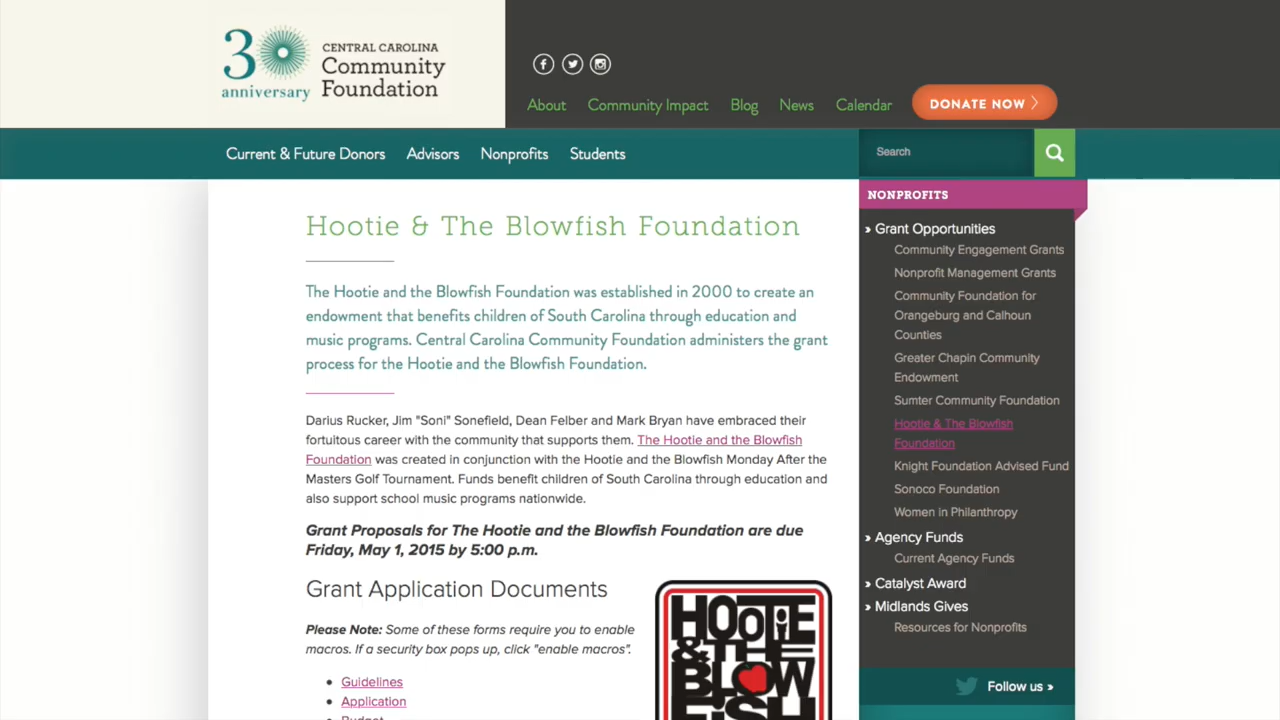 30
anniversary
CENTRAL CAROLINA
Community
Foundation
About Community Impact Blog News Calendar DONATE NOW
Current & Future Donors Advisors Nonprofits Students
Search
Hootie & The Blowfish Foundation
The Hootie and the Blowfish Foundation was established in 2000 to create an
endowment that benefits children of South Carolina through education and
music programs. Central Carolina Community Foundation administers the grant
process for the Hootie and the Blowfish Foundation.
Darius Rucker, Jim "Soni" Sonefield, Dean Felber and Mark Bryan have embraced their
fortuitous career with the community that supports them. The Hootie and the Blowfish
Foundation was created in conjunction with the Hootie and the Blowfish Monday After the
Masters Golf Tournament. Funds benefit children of South Carolina through education and
also support school music programs nationwide.
Grant Proposals for The Hootie and the Blowfish Foundation are due
Friday, May 1, 2015 by 5:00 p.m.
Grant Application Documents
Please Note: Some of these forms require you to enable
macros. If a security box pops up, click "enable macros".
• Guidelines
• Application
• Budget
HOOTIE
& THE
BLOW
FISH
NONPROFITS
» Grant Opportunities
Community Engagement Grants
Nonprofit Management Grants
Community Foundation for
Orangeburg and Calhoun
Counties
Greater Chapin Community
Endowment
Sumter Community Foundation
Hootie & The Blowfish
Foundation
Knight Foundation Advised Fund
Sonoco Foundation
Women in Philanthropy
» Agency Funds
Current Agency Funds
» Catalyst Award
» Midlands Gives
Resources for Nonprofits
Follow us »